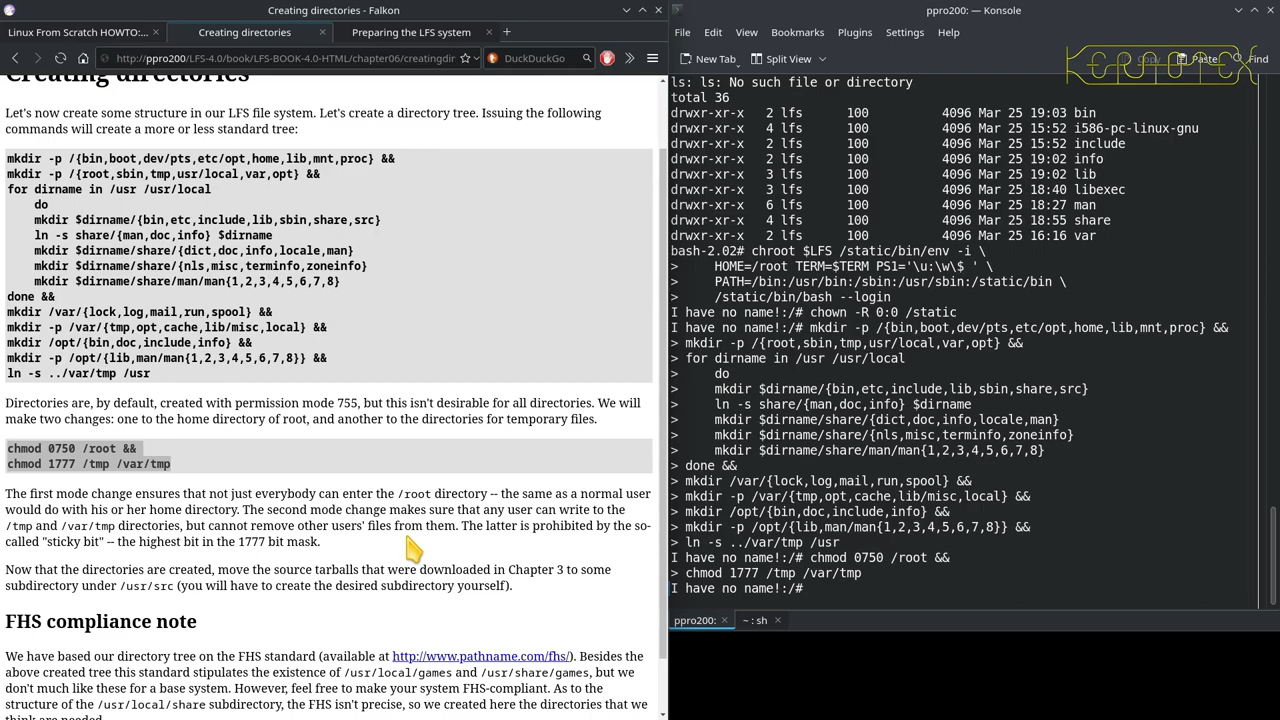 Creating directories - Falkon
Linux From Scratch HOWTO:...
Creating directories
Preparing the LFS system
http://ppro200/LFS-4.0/book/LFS-BOOK-4.0-HTML/chapter06/creatingdir
DuckDuckGo
Creating directories
Let's now create some structure in our LFS file system. Let's create a directory tree. Issuing the following
commands will create a more or less standard tree:
mkdir -p /{bin,boot,dev/pts,etc/opt,home,lib,mnt,proc} &&
mkdir -p /{root,sbin,tmp,usr/local,var,opt} &&
for dirname in /usr /usr/local
    do
    mkdir $dirname/{bin,etc,include,lib,sbin,share,src}
    ln -s share/{man,doc,info} $dirname
    mkdir $dirname/share/{dict,doc,info,locale,man}
    mkdir $dirname/share/{nls,misc,terminfo,zoneinfo}
    mkdir $dirname/share/man/man{1,2,3,4,5,6,7,8}
done &&
mkdir /var/{lock,log,mail,run,spool} &&
mkdir -p /var/{tmp,opt,cache,lib/misc,local} &&
mkdir /opt/{bin,doc,include,info} &&
mkdir -p /opt/{lib,man/man{1,2,3,4,5,6,7,8}} &&
ln -s ../var/tmp /usr
Directories are, by default, created with permission mode 755, but this isn't desirable for all directories. We will
make two changes: one to the home directory of root, and another to the directories for temporary files.
chmod 0750 /root &&
chmod 1777 /tmp /var/tmp
The first mode change ensures that not just everybody can enter the /root directory -- the same as a normal user
would do with his or her home directory. The second mode change makes sure that any user can write to the
/tmp and /var/tmp directories, but cannot remove other users' files from them. The latter is prohibited by the so-
called "sticky bit" -- the highest bit in the 1777 bit mask.
Now that the directories are created, move the source tarballs that were downloaded in Chapter 3 to some
subdirectory under /usr/src (you will have to create the desired subdirectory yourself).
FHS compliance note
We have based our directory tree on the FHS standard (available at http://www.pathname.com/fhs/). Besides the
above created tree this standard stipulates the existence of /usr/local/games and /usr/share/games, but we
don't much like these for a base system. However, feel free to make your system FHS-compliant. As to the
structure of the /usr/local/share subdirectory, the FHS isn't precise, so we created here the directories that we
think are needed.
ppro200: — Konsole
File Edit View Bookmarks Plugins Settings Help
New Tab Split View Copy Paste Find
ls: ls: No such file or directory
total 36
drwxr-xr-x   2 lfs      100          4096 Mar 25 19:03 bin
drwxr-xr-x   4 lfs      100          4096 Mar 25 15:52 i586-pc-linux-gnu
drwxr-xr-x   2 lfs      100          4096 Mar 25 15:52 include
drwxr-xr-x   2 lfs      100          4096 Mar 25 19:02 info
drwxr-xr-x   3 lfs      100          4096 Mar 25 19:02 lib
drwxr-xr-x   3 lfs      100          4096 Mar 25 18:40 libexec
drwxr-xr-x   6 lfs      100          4096 Mar 25 18:27 man
drwxr-xr-x   4 lfs      100          4096 Mar 25 18:55 share
drwxr-xr-x   2 lfs      100          4096 Mar 25 16:16 var
bash-2.02# chroot $LFS /static/bin/env -i \
>     HOME=/root TERM=$TERM PS1='\u:\w\$ ' \
>     PATH=/bin:/usr/bin:/sbin:/usr/sbin:/static/bin \
>     /static/bin/bash --login
I have no name!:/# chown -R 0:0 /static
I have no name!:/# mkdir -p /{bin,boot,dev/pts,etc/opt,home,lib,mnt,proc} &&
> mkdir -p /{root,sbin,tmp,usr/local,var,opt} &&
> for dirname in /usr /usr/local
>     do
>     mkdir $dirname/{bin,etc,include,lib,sbin,share,src}
>     ln -s share/{man,doc,info} $dirname
>     mkdir $dirname/share/{dict,doc,info,locale,man}
>     mkdir $dirname/share/{nls,misc,terminfo,zoneinfo}
>     mkdir $dirname/share/man/man{1,2,3,4,5,6,7,8}
> done &&
> mkdir /var/{lock,log,mail,run,spool} &&
> mkdir -p /var/{tmp,opt,cache,lib/misc,local} &&
> mkdir /opt/{bin,doc,include,info} &&
> mkdir -p /opt/{lib,man/man{1,2,3,4,5,6,7,8}} &&
> ln -s ../var/tmp /usr
I have no name!:/# chmod 0750 /root &&
> chmod 1777 /tmp /var/tmp
I have no name!:/#
ppro200:
~ : sh